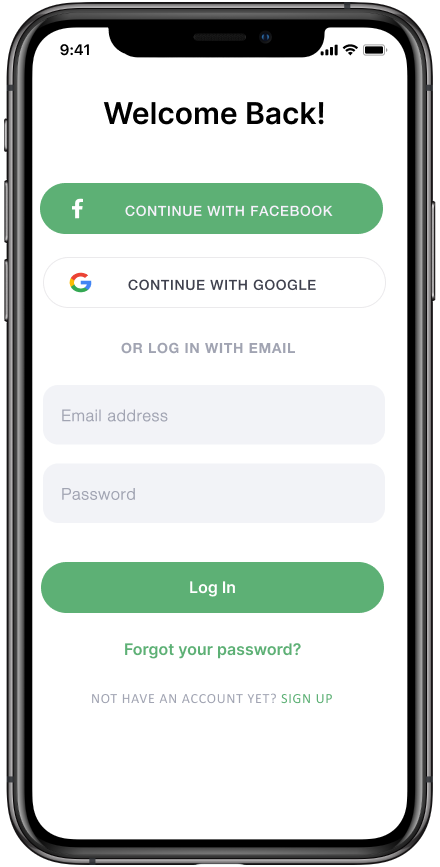 9:41
Welcome Back!
CONTINUE WITH FACEBOOK
CONTINUE WITH GOOGLE
OR LOG IN WITH EMAIL
Email address
Password
Log In
Forgot your password?
NOT HAVE AN ACCOUNT YET? SIGN UP